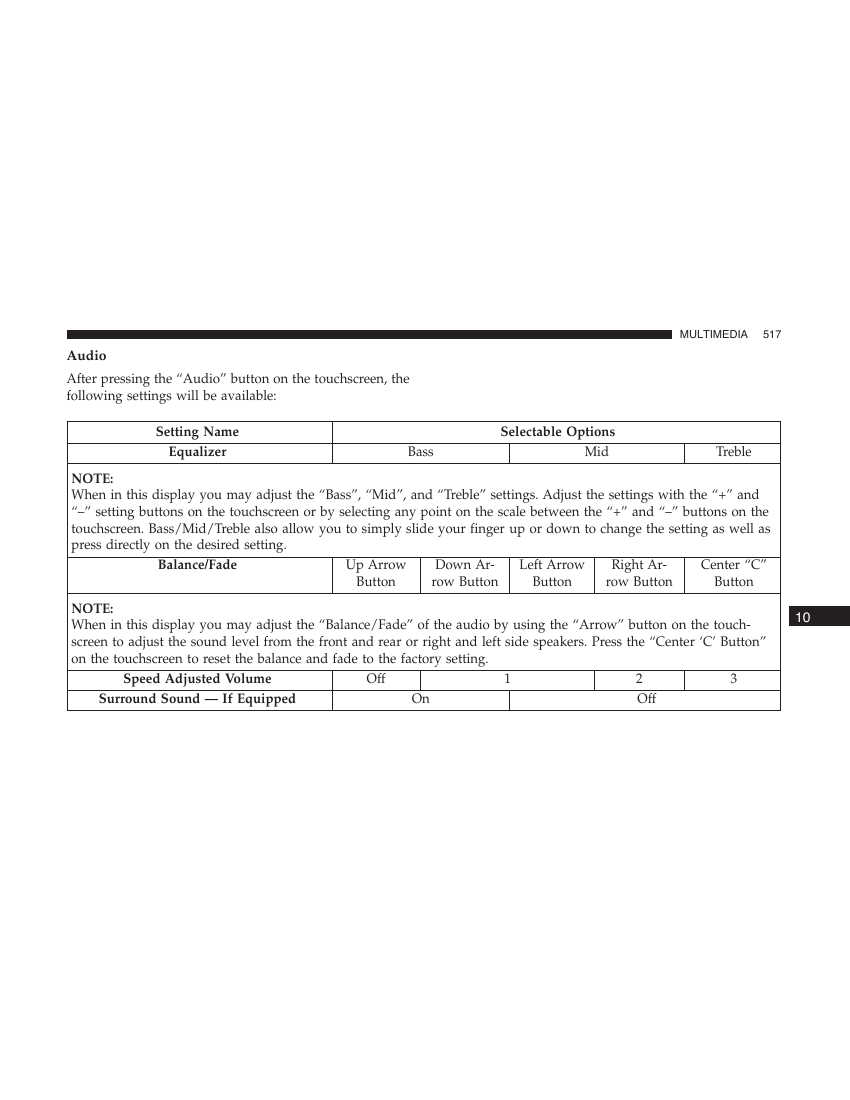 MULTIMEDIA 517
Audio
After pressing the “Audio” button on the touchscreen, the
following settings will be available:
Setting Name Selectable Options
Equalizer Bass Mid Treble
NOTE:
When in this display you may adjust the “Bass”, “Mid”, and “Treble” settings. Adjust the settings with the “+” and
“–” setting buttons on the touchscreen or by selecting any point on the scale between the “+” and “–” buttons on the
touchscreen. Bass/Mid/Treble also allow you to simply slide your finger up or down to change the setting as well as
press directly on the desired setting.
Balance/Fade Up Arrow Down Ar- Left Arrow Right Ar- Center “C”
Button row Button Button row Button Button
NOTE:
When in this display you may adjust the “Balance/Fade” of the audio by using the “Arrow” button on the touch-
screen to adjust the sound level from the front and rear or right and left side speakers. Press the “Center ‘C’ Button”
on the touchscreen to reset the balance and fade to the factory setting.
Speed Adjusted Volume Off 1 2 3
Surround Sound — If Equipped On Off
10